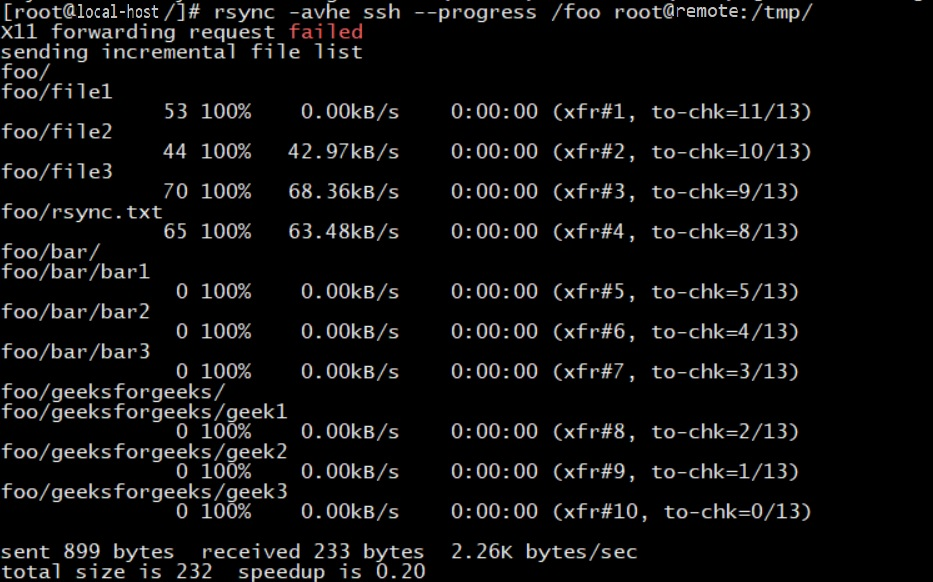 [root@local-host /]# rsync -avhe ssh --progress /foo root@remote:/tmp/
X11 forwarding request failed
sending incremental file list
foo/
foo/file1
53 100% 0.00kB/s 0:00:00 (xfr#1, to-chk=11/13)
foo/file2
44 100% 42.97kB/s 0:00:00 (xfr#2, to-chk=10/13)
foo/file3
70 100% 68.36kB/s 0:00:00 (xfr#3, to-chk=9/13)
foo/rsync.txt
65 100% 63.48kB/s 0:00:00 (xfr#4, to-chk=8/13)
foo/bar/
foo/bar/bar1
0 100% 0.00kB/s 0:00:00 (xfr#5, to-chk=5/13)
foo/bar/bar2
0 100% 0.00kB/s 0:00:00 (xfr#6, to-chk=4/13)
foo/bar/bar3
0 100% 0.00kB/s 0:00:00 (xfr#7, to-chk=3/13)
foo/geeksforgeeks/
foo/geeksforgeeks/geek1
0 100% 0.00kB/s 0:00:00 (xfr#8, to-chk=2/13)
foo/geeksforgeeks/geek2
0 100% 0.00kB/s 0:00:00 (xfr#9, to-chk=1/13)
foo/geeksforgeeks/geek3
0 100% 0.00kB/s 0:00:00 (xfr#10, to-chk=0/13)
sent 899 bytes received 233 bytes 2.26K bytes/sec
total size is 232 speedup is 0.20